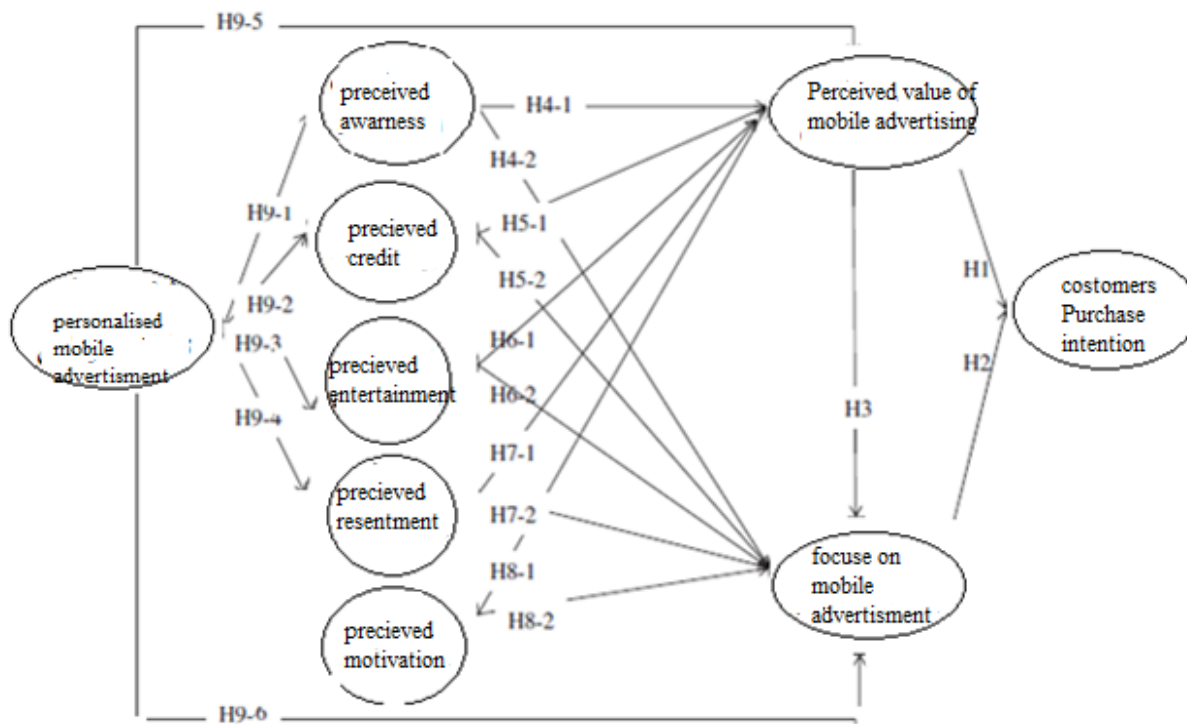 H9-5
preceived
awarness
H4-1
Perceived value of
mobile advertising
H4-2
H9-1
precieved
credit
H5-1
H5-2
H9-2
H1
costomers
Purchase
intention
personalised
mobile
advertisment
H9-3
H6-1
precieved
entertainment
H6-2
H2
H9-4
H3
H7-1
precieved
resentment
H7-2
focuse on
mobile
advertisment
H8-1
H8-2
precieved
motivation
H9-6